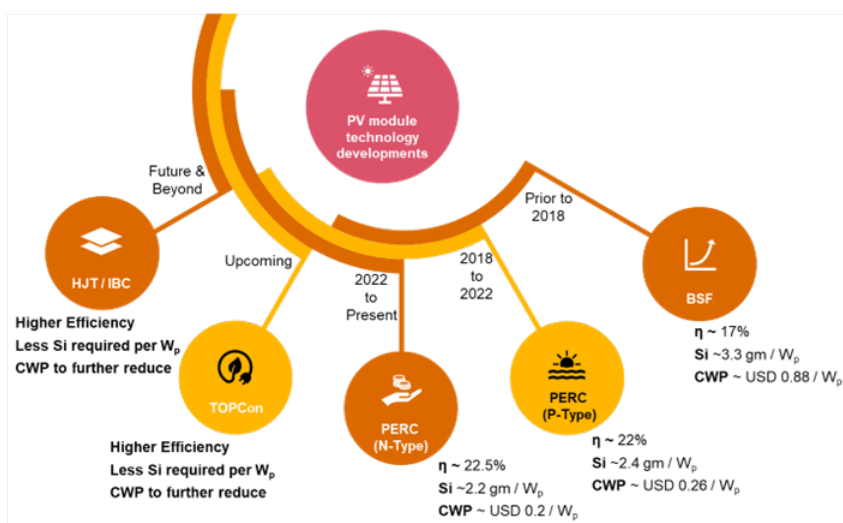 PV module
technology
developments
Future &
Beyond
HJT / IBC
Higher Efficiency
Less Si required per Wp
CWP to further reduce
Upcoming
TOPCon
Higher Efficiency
Less Si required per Wp
CWP to further reduce
2022
to
Present
PERC
(N-Type)
η ~ 22.5%
Si ~2.2 gm / Wp
CWP ~ USD 0.2 / Wp
2018
to
2022
PERC
(P-Type)
η ~ 22%
Si ~2.4 gm / Wp
CWP ~ USD 0.26 / Wp
Prior to
2018
BSF
η ~ 17%
Si ~3.3 gm / Wp
CWP ~ USD 0.88 / Wp